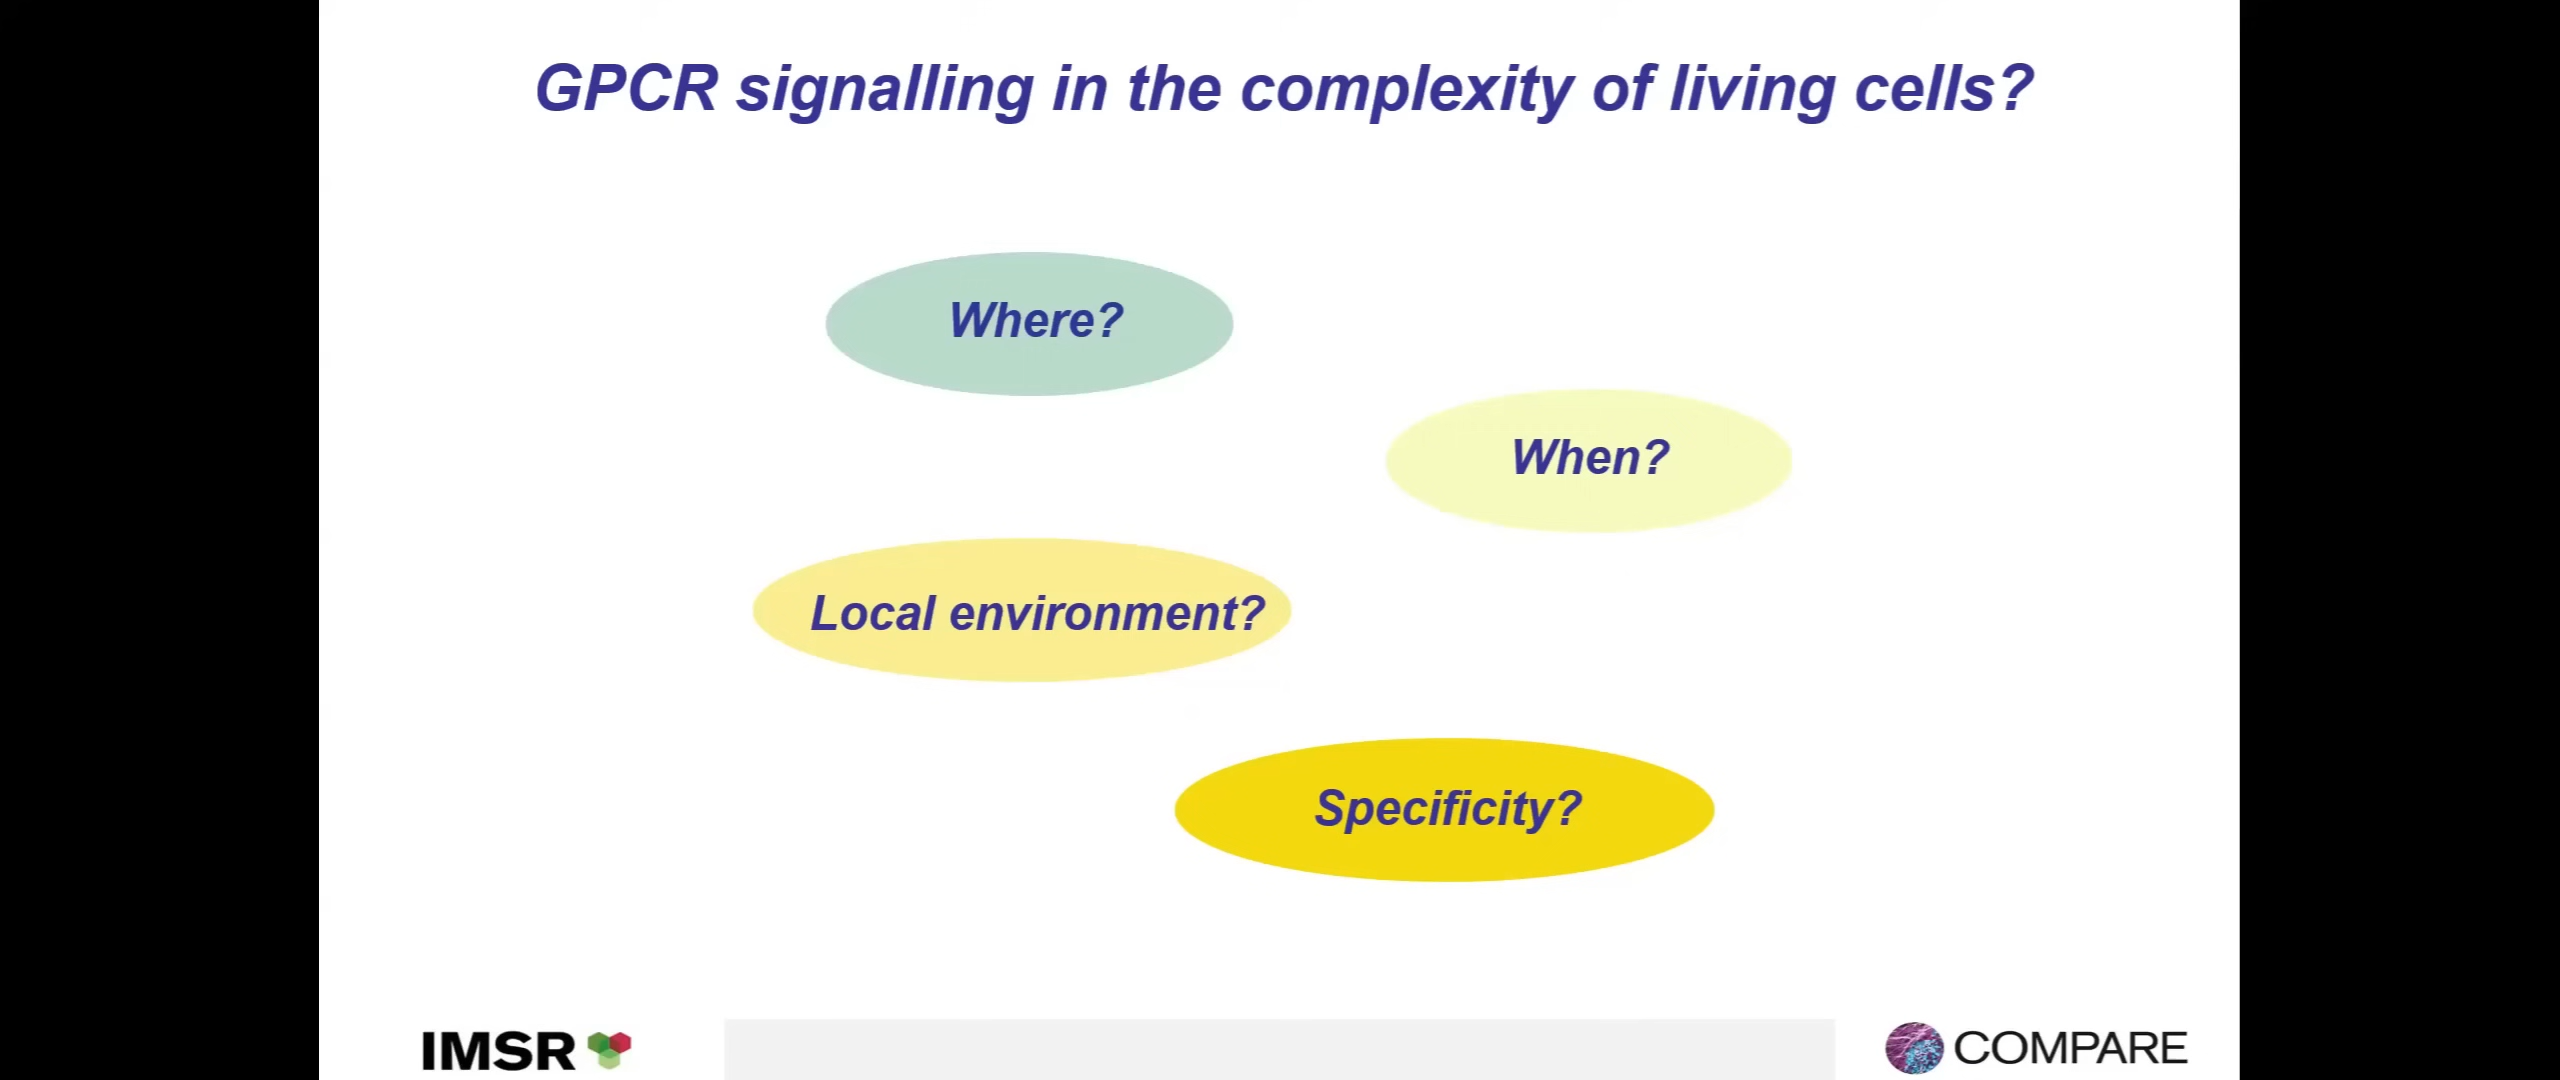 GPCR signalling in the complexity of living cells?
Where?
When?
Local environment?
Specificity?
IMSR
COMPARE